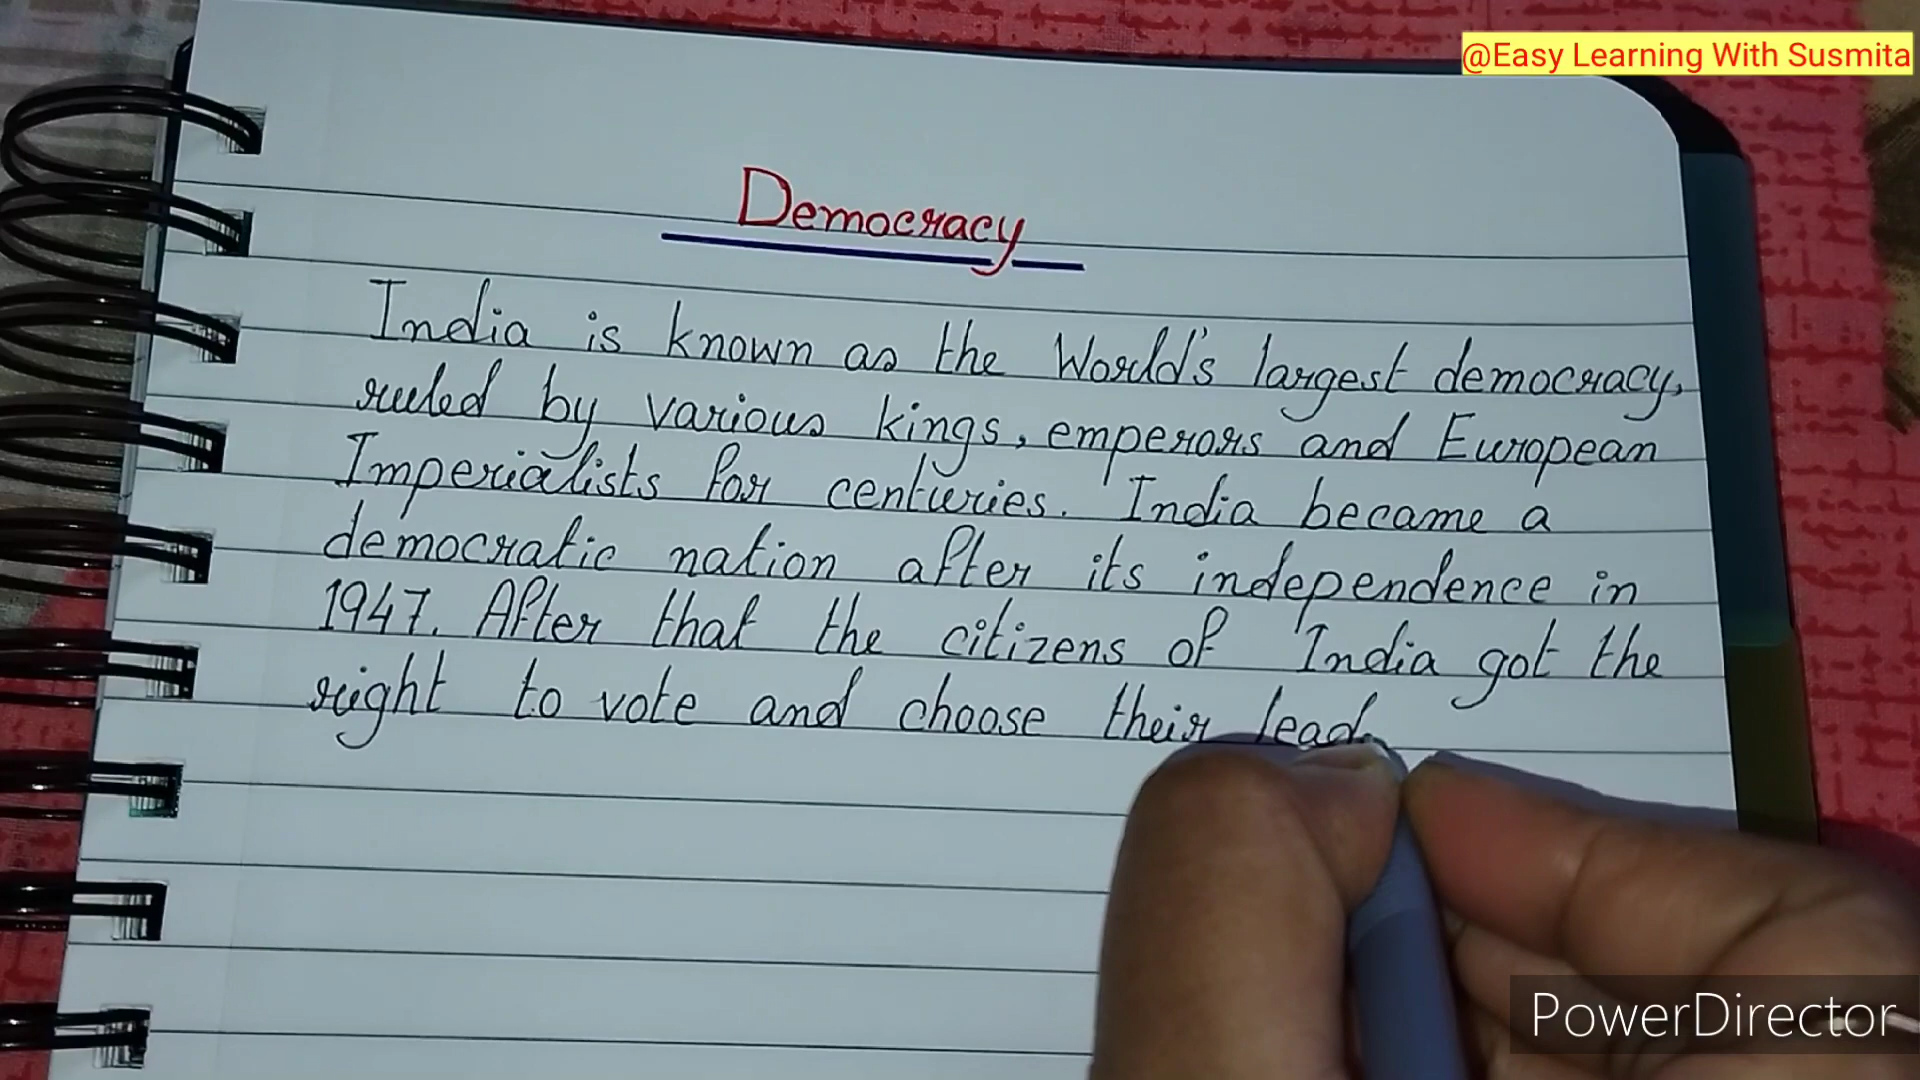 @Easy Learning With Susmita
Democracy
India is known as the World's largest democracy,
ruled by various kings, emperors and European
Imperialists for centuries. India became a
democratic nation after its independence in
1947. After that the citizens of India got the
right to vote and choose their lead
PowerDirector